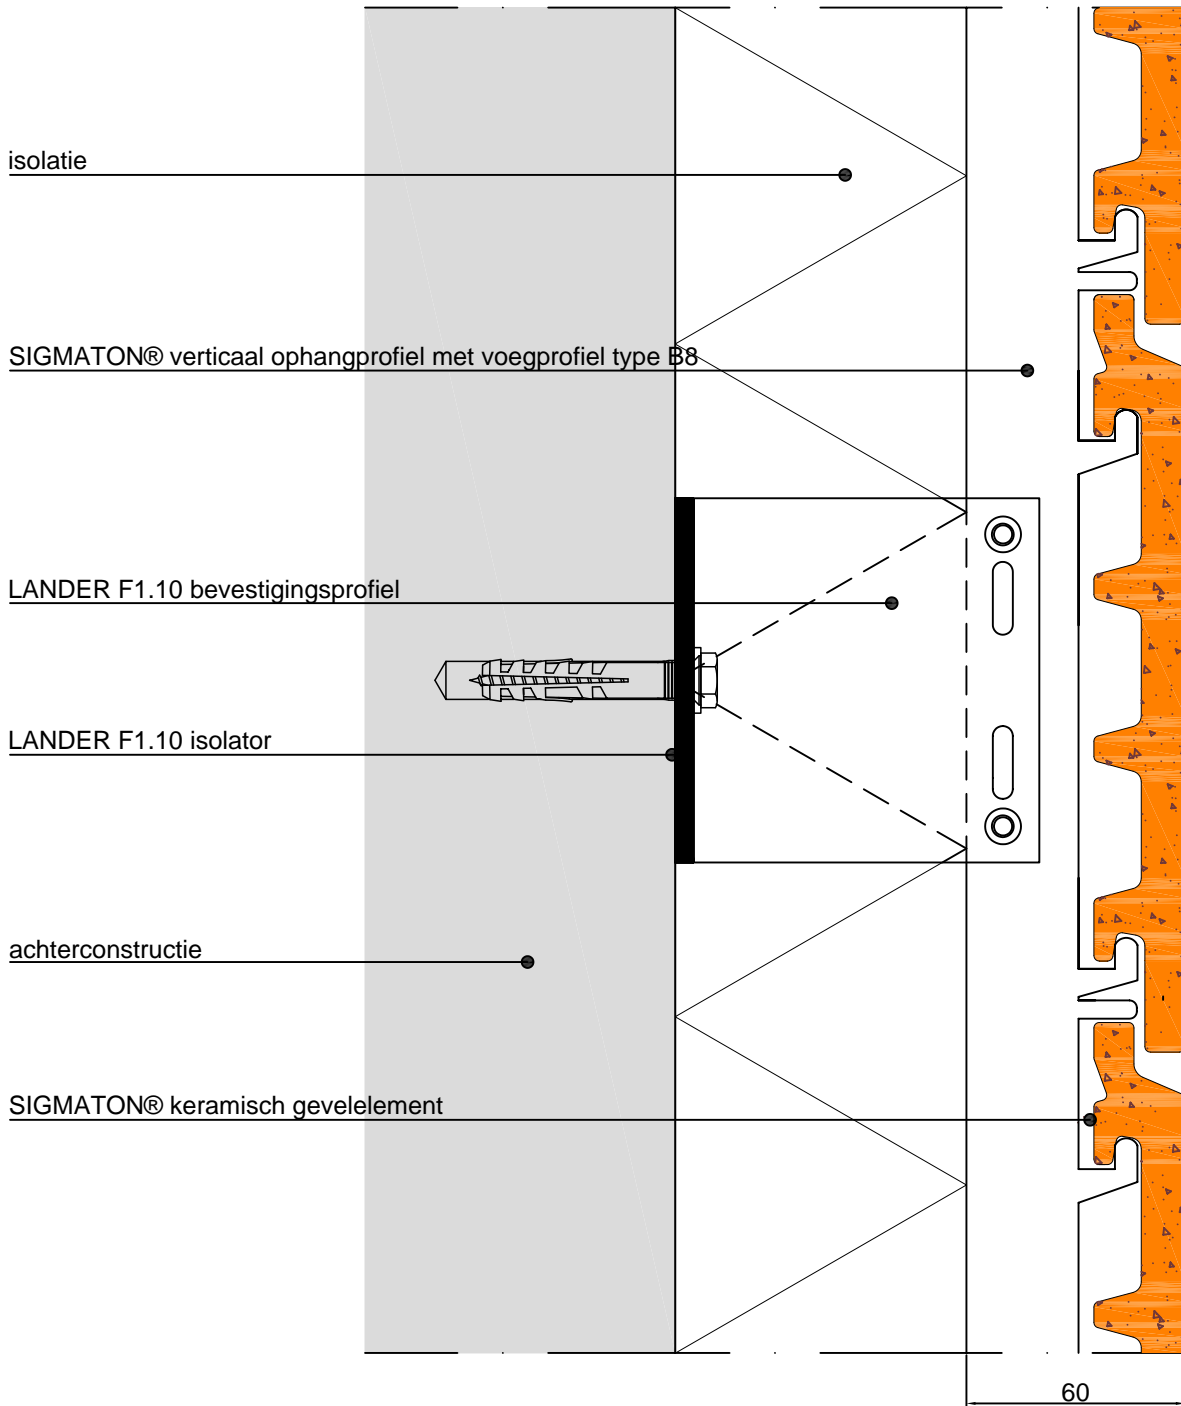 isolatie
SIGMATON® verticaal ophangprofiel met voegprofiel type B8
LANDER F1.10 bevestigingsprofiel
LANDER F1.10 isolator
achterconstructie
SIGMATON® keramisch gevelelement
60